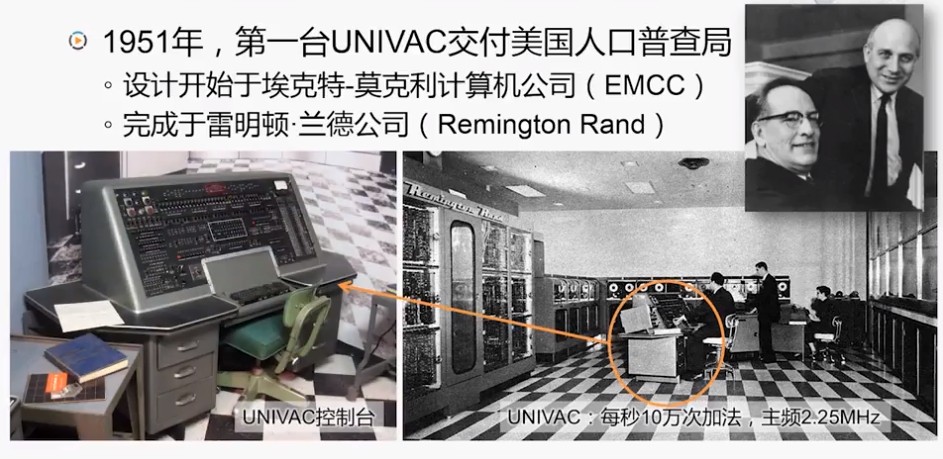 1951年，第一台UNIVAC交付美国人口普查局
设计开始于埃克特-莫克利计算机公司（EMCC）
完成于雷明顿·兰德公司（Remington Rand）
Remington Rand
UNIVAC控制台
UNIVAC：每秒10万次加法，主频2.25MHz